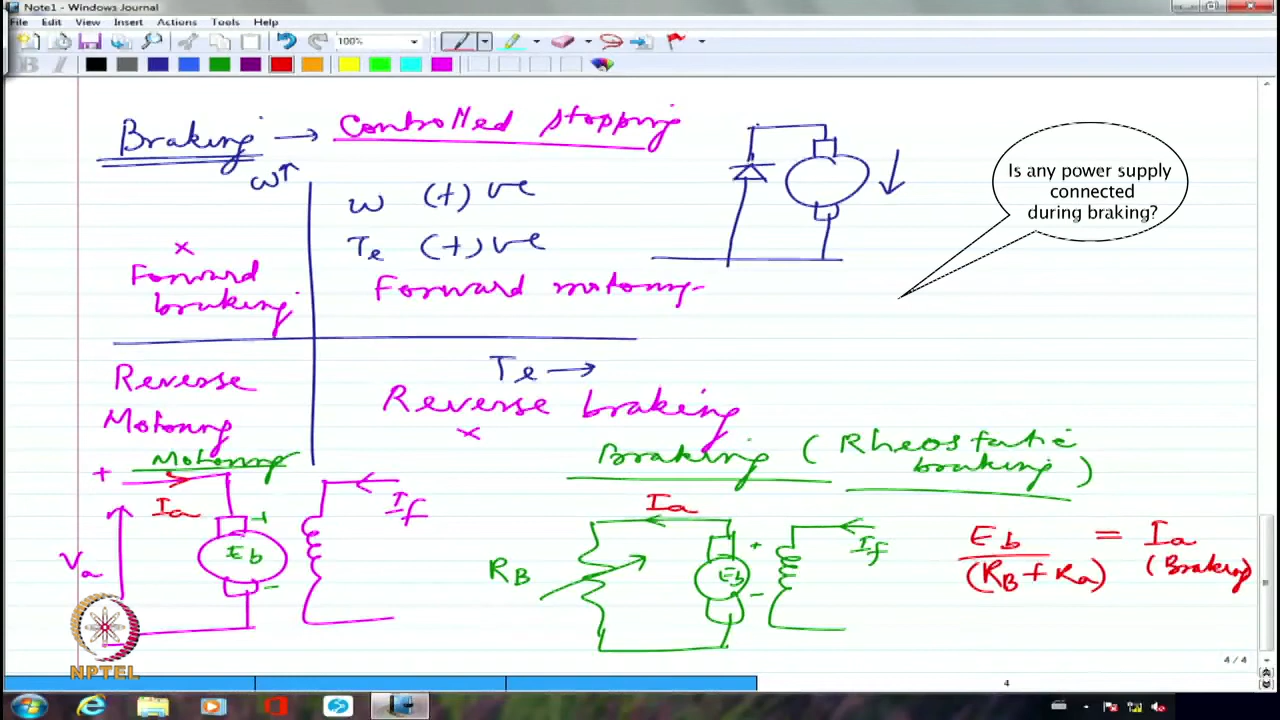 Note1 - Windows Journal
File Edit View Insert Actions Tools Help
100%
B I
Braking → Controlled stopping
ω↑
ω (+)ve
Te (+)ve
Forward motoring
×
Forward
braking
Is any power supply
connected
during braking?
Te →
Reverse
Motoring
Reverse braking
×
Motoring
Braking (Rheostatic
braking)
+
Ia
Va
+
Eb
-
If
Ia
RB
+
Eb
-
If
Eb / (RB + Ra) = Ia
(Braking)
NPTEL
4 / 4
4